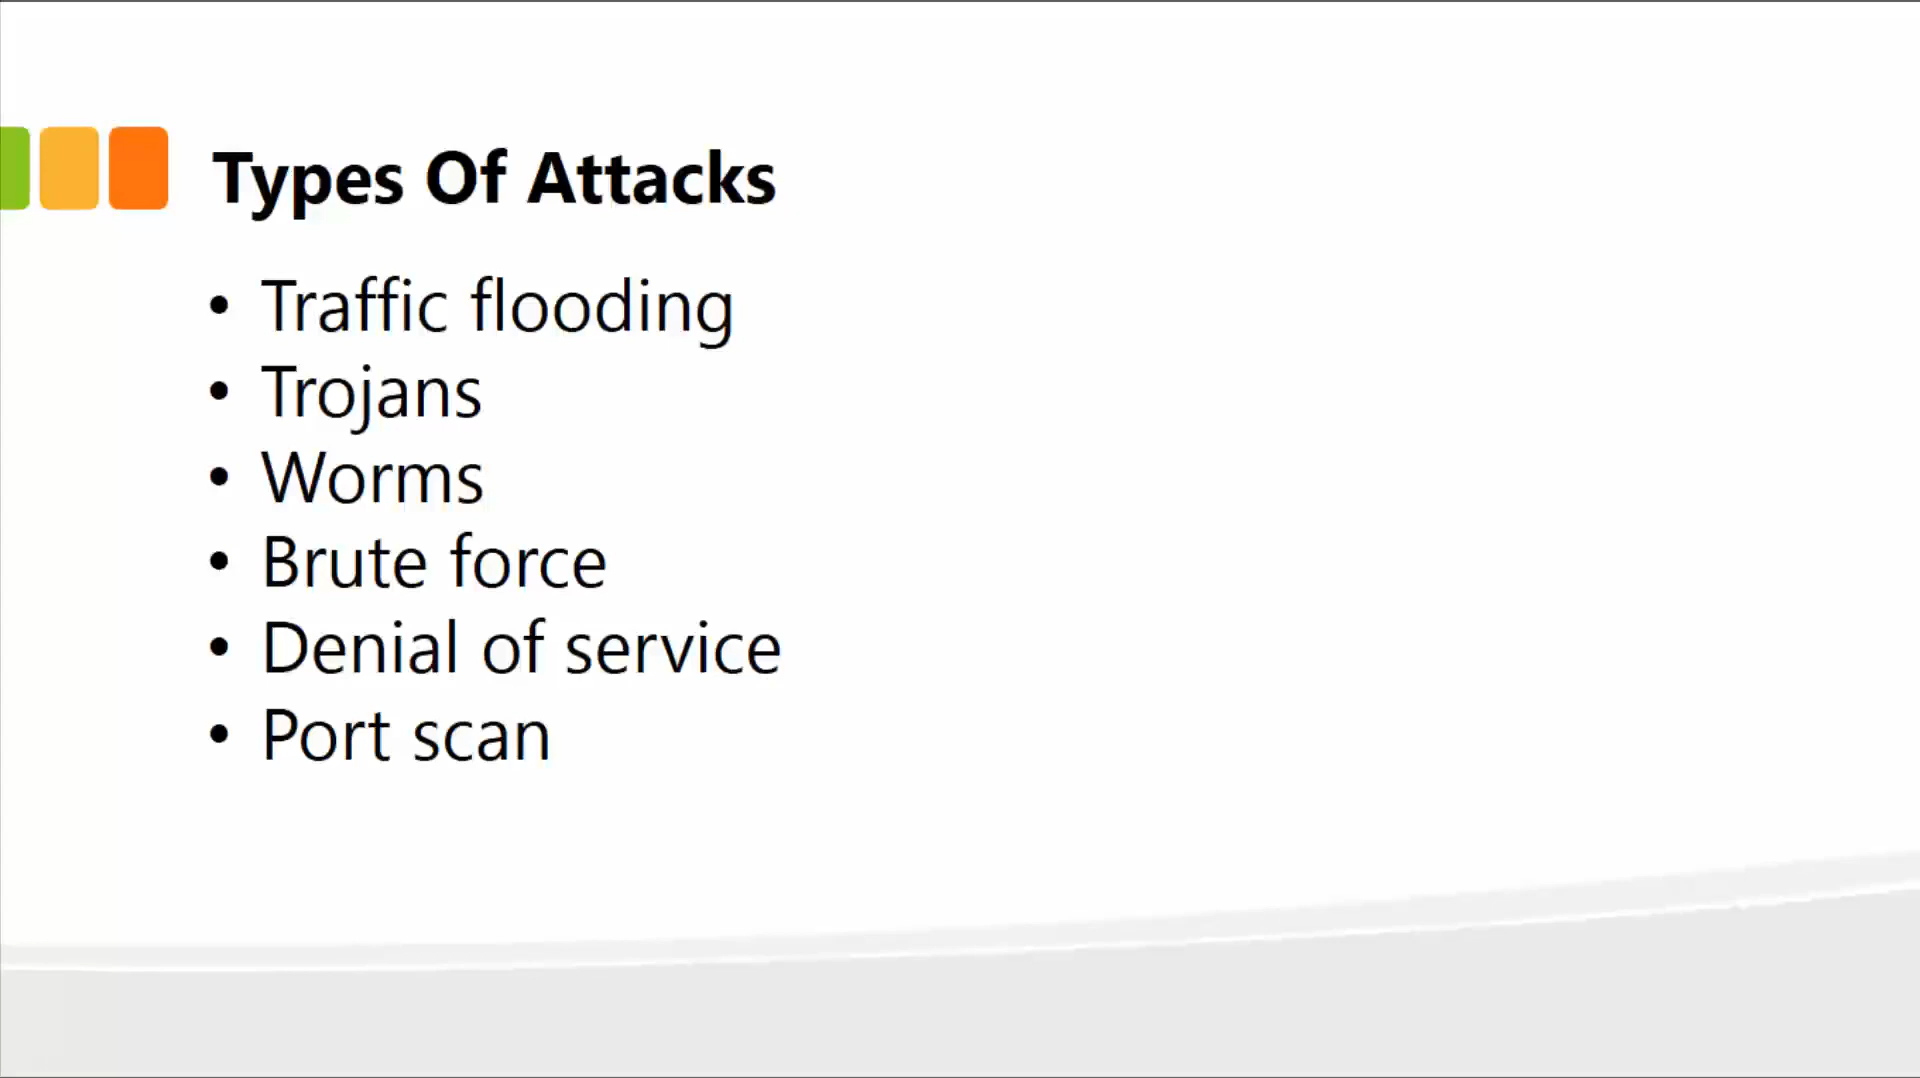 Types Of Attacks
• Traffic flooding
• Trojans
• Worms
• Brute force
• Denial of service
• Port scan